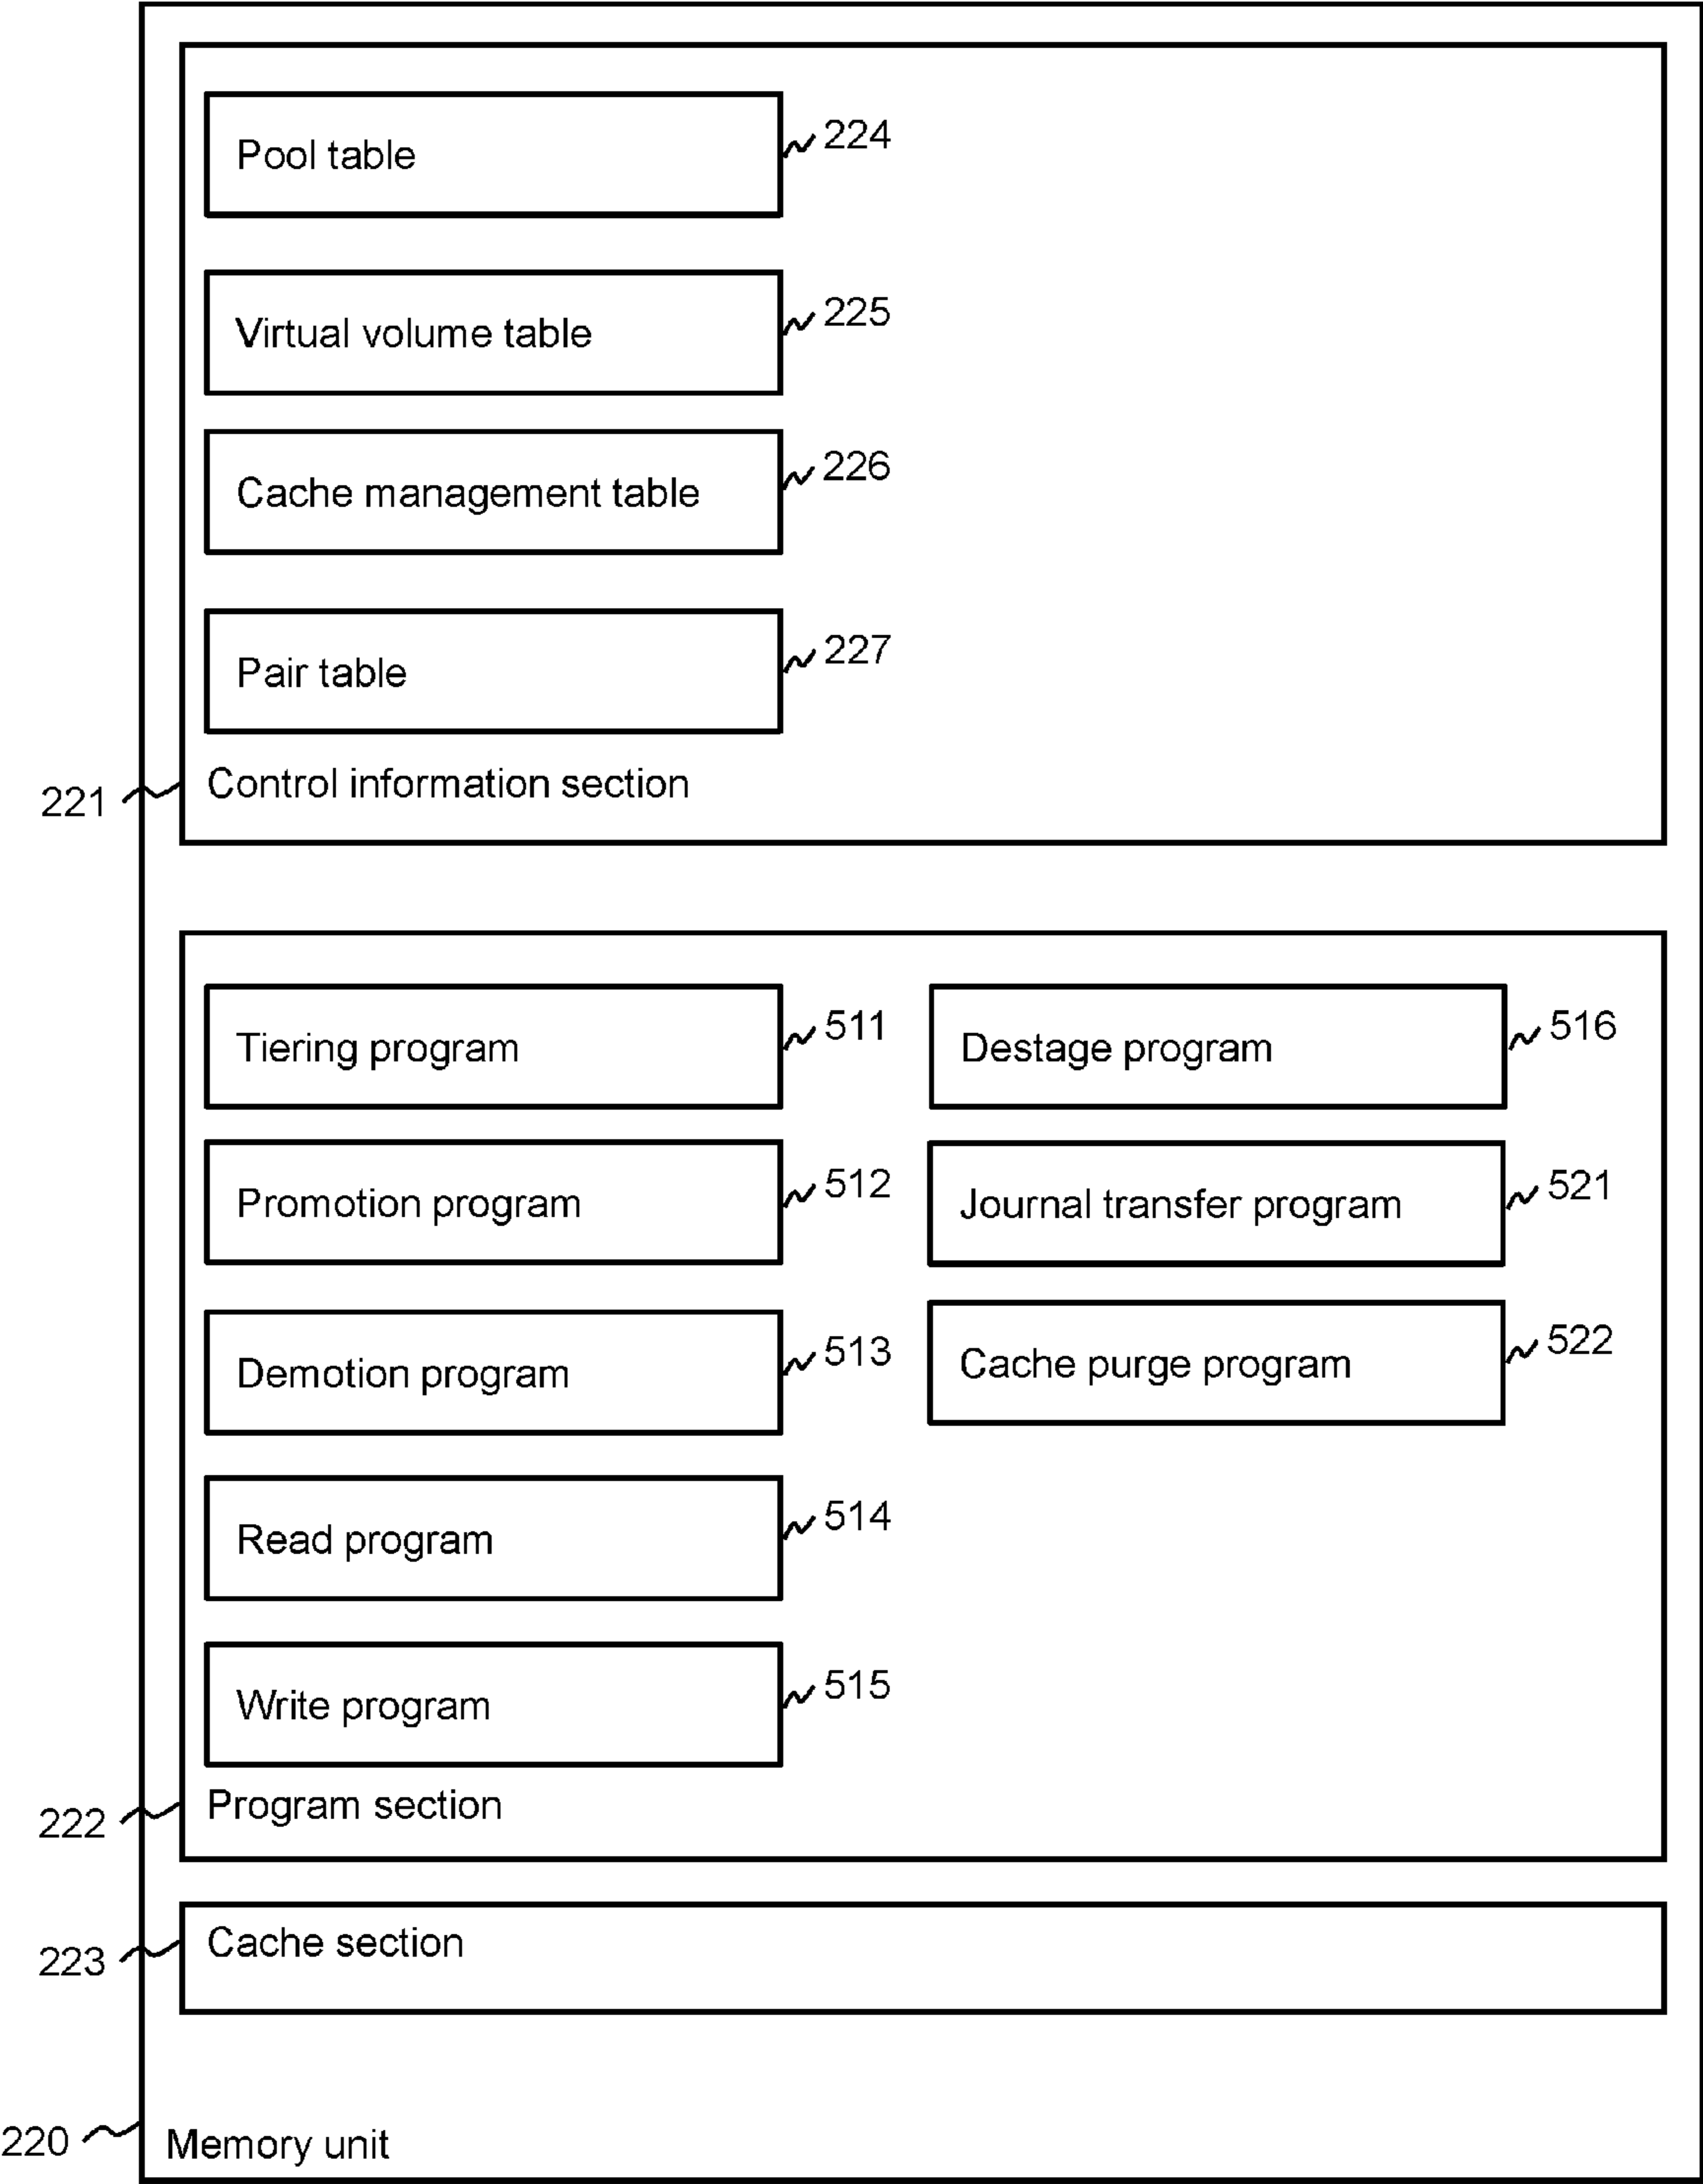 Pool table
224
Virtual volume table
225
Cache management table
226
Pair table
227
Control information section
221
Tiering program
511
Destage program
516
Promotion program
512
Journal transfer program
521
Demotion program
513
Cache purge program
522
Read program
514
Write program
515
Program section
222
Cache section
223
220
Memory unit